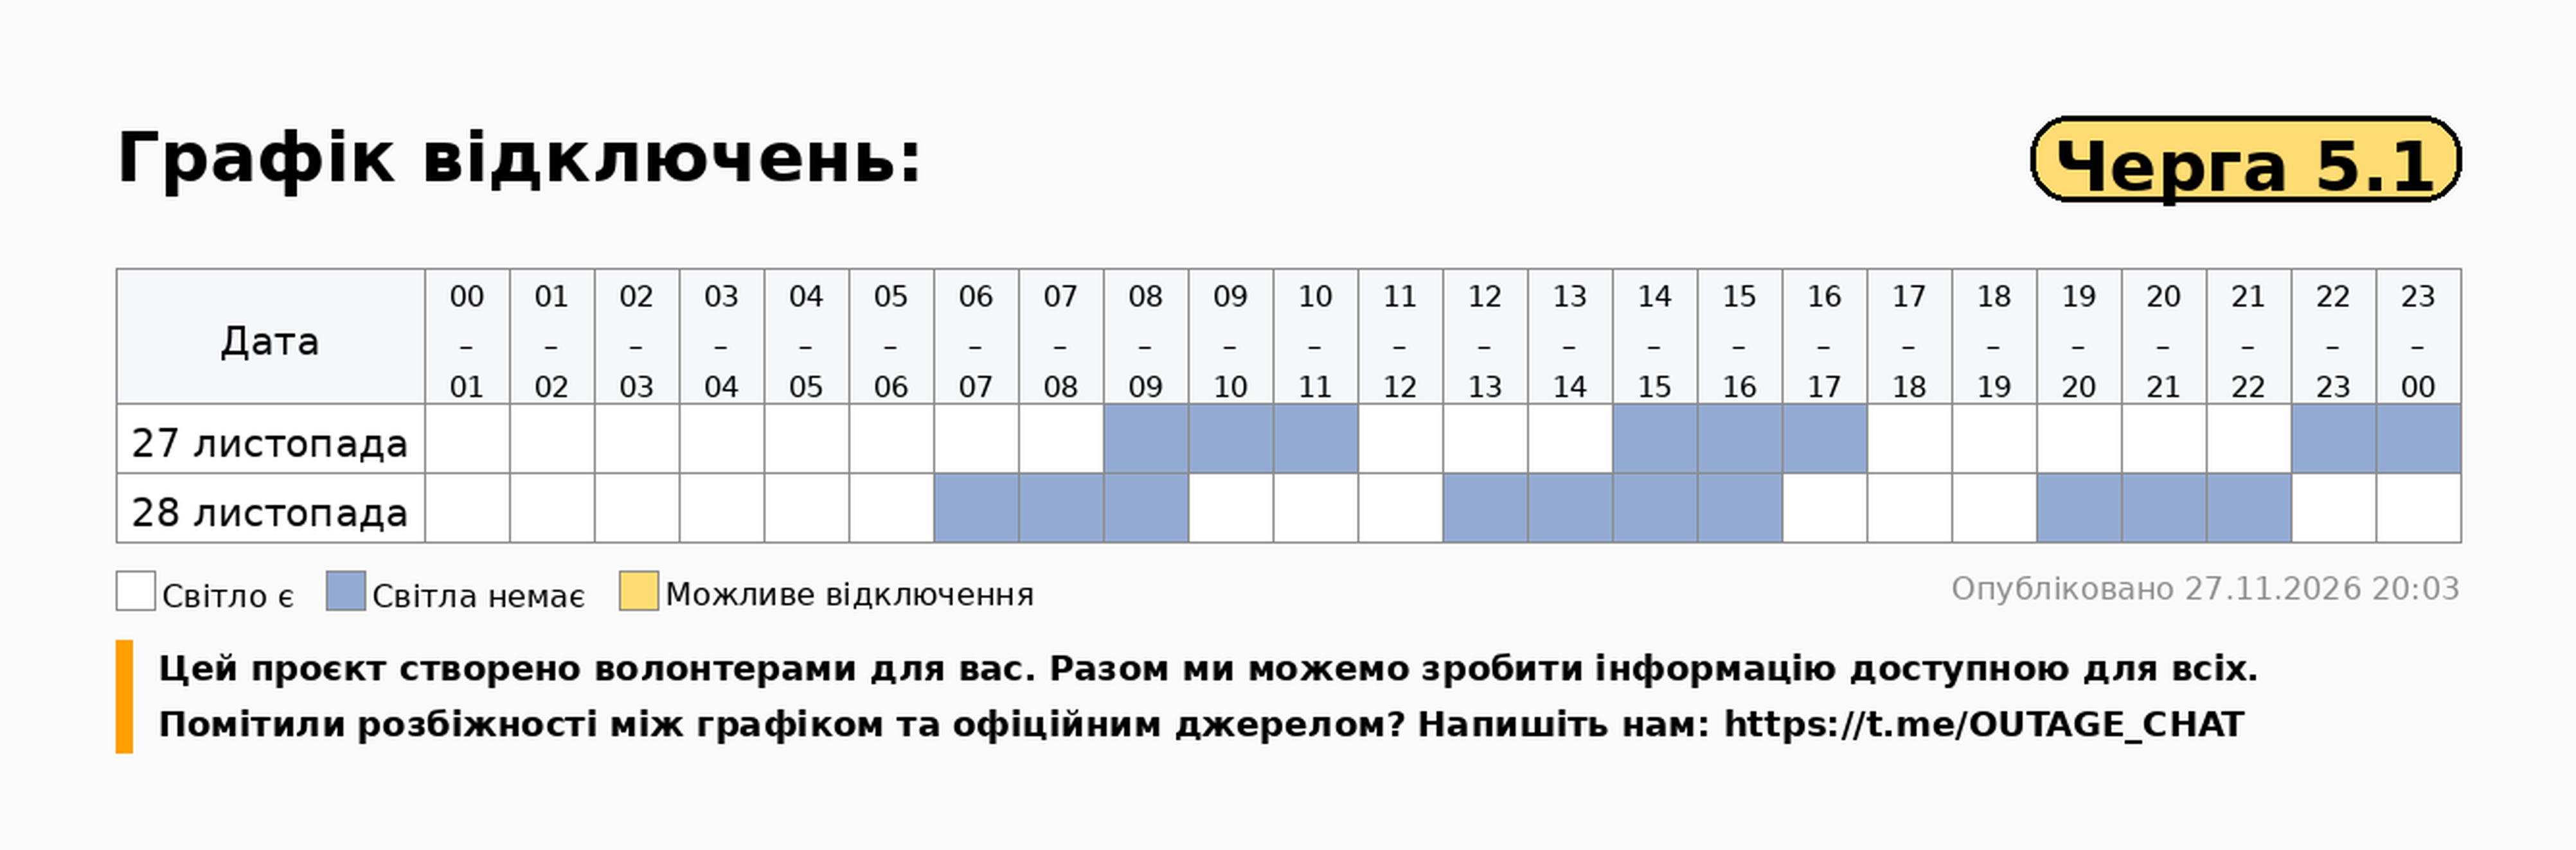 Графік відключень:
Черга 5.1
Дата
00 – 01
01 – 02
02 – 03
03 – 04
04 – 05
05 – 06
06 – 07
07 – 08
08 – 09
09 – 10
10 – 11
11 – 12
12 – 13
13 – 14
14 – 15
15 – 16
16 – 17
17 – 18
18 – 19
19 – 20
20 – 21
21 – 22
22 – 23
23 – 00
27 листопада
28 листопада
Світло є
Світла немає
Можливе відключення
Опубліковано 27.11.2026 20:03
Цей проєкт створено волонтерами для вас. Разом ми можемо зробити інформацію доступною для всіх.
Помітили розбіжності між графіком та офіційним джерелом? Напишіть нам: https://t.me/OUTAGE_CHAT